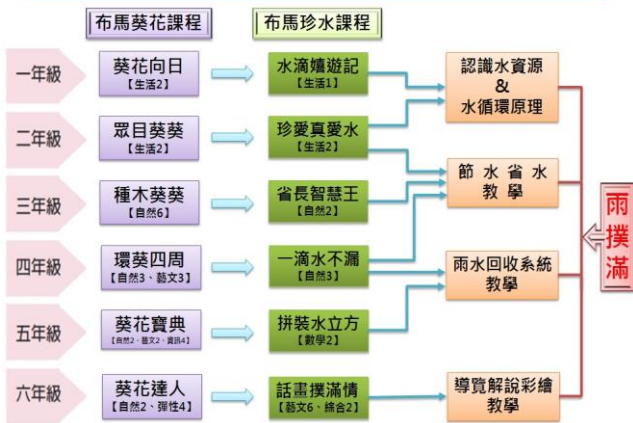 布馬葵花課程
布馬珍水課程
一年級
葵花向日
【生活2】
水滴嬉遊記
【生活1】
認識水資源
&
水循環原理
二年級
眾目葵葵
【生活2】
珍愛真愛水
【生活2】
三年級
種木葵葵
【自然6】
省長智慧王
【自然2】
節水省水
教學
四年級
環葵四周
【自然3、藝文3】
一滴水不漏
【自然3】
雨水回收系統
教學
五年級
葵花寶典
【自然2、藝文2、資訊4】
拼裝水立方
【數學2】
六年級
葵花達人
【自然2、彈性4】
話畫撲滿情
【藝文6、綜合2】
導覽解說彩繪
教學
雨撲滿